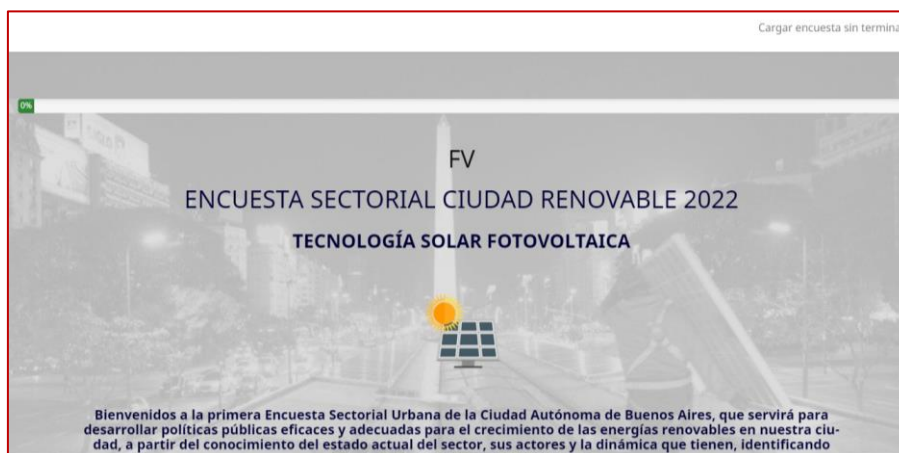 Cargar encuesta sin termina
0%
FV
ENCUESTA SECTORIAL CIUDAD RENOVABLE 2022
TECNOLOGÍA SOLAR FOTOVOLTAICA
Bienvenidos a la primera Encuesta Sectorial Urbana de la Ciudad Autónoma de Buenos Aires, que servirá para
desarrollar políticas públicas eficaces y adecuadas para el crecimiento de las energías renovables en nuestra ciu-
dad, a partir del conocimiento del estado actual del sector, sus actores y la dinámica que tienen, identificando